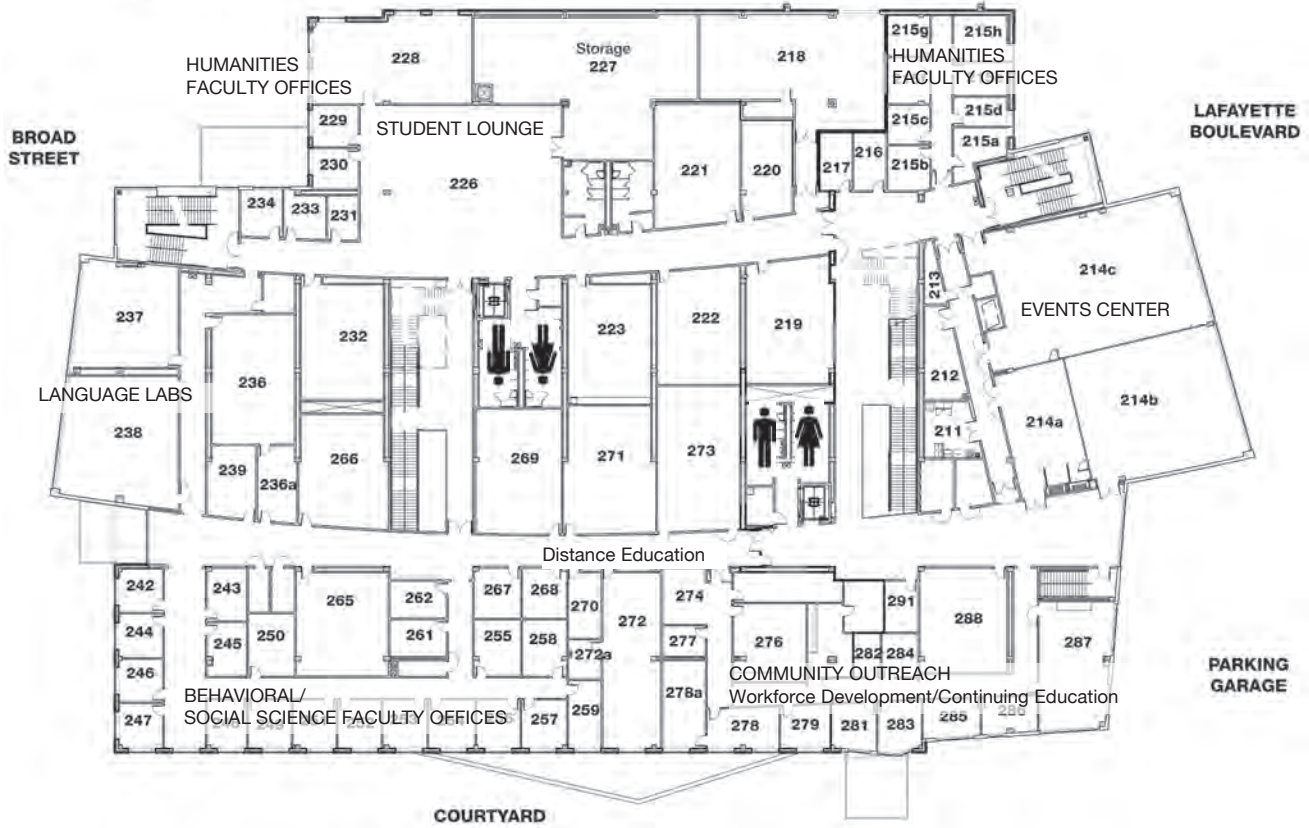 228
Storage
227
218
215g
215h
HUMANITIES
FACULTY OFFICES
HUMANITIES
FACULTY OFFICES
BROAD
STREET
LAFAYETTE
BOULEVARD
229
STUDENT LOUNGE
215c
215d
230
226
221
220
217
216
215b
215a
234
233
231
237
232
223
222
219
213
214c
EVENTS CENTER
236
LANGUAGE LABS
212
214b
238
239
236a
266
269
271
273
211
214a
Distance Education
242
243
265
262
267
268
270
272
274
291
288
287
244
245
250
261
255
258
272a
277
276
282
284
246
278a
COMMUNITY OUTREACH
Workforce Development/Continuing Education
PARKING
GARAGE
BEHAVIORAL/
SOCIAL SCIENCE FACULTY OFFICES
247
257
259
278
279
281
283
285
COURTYARD